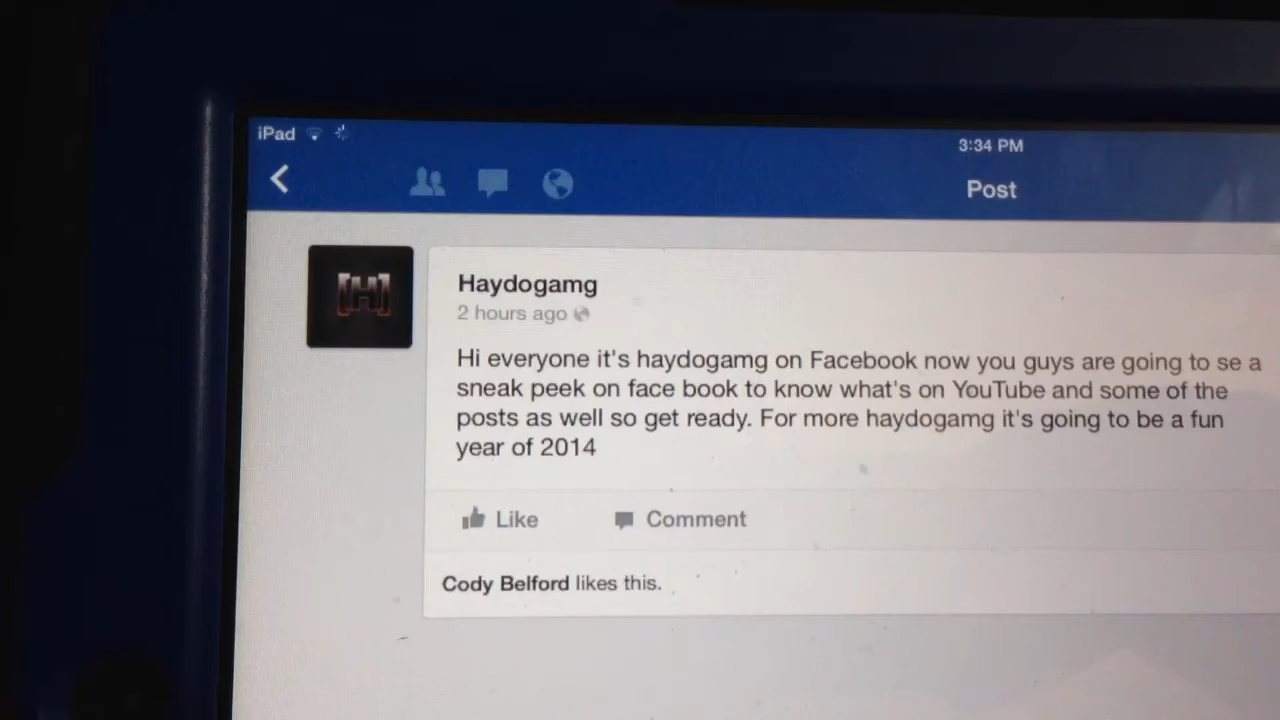 iPad
3:34 PM
Post
[H]
Haydogamg
2 hours ago
Hi everyone it's haydogamg on Facebook now you guys are going to se a
sneak peek on face book to know what's on YouTube and some of the
posts as well so get ready. For more haydogamg it's going to be a fun
year of 2014
Like Comment
Cody Belford likes this.